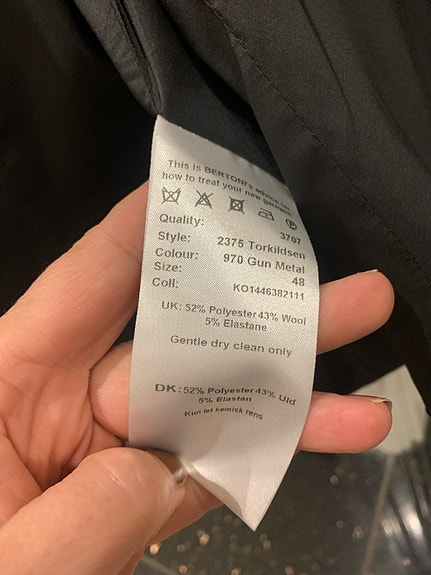 This is BERTONI's advice on
how to treat your new garment
Quality: 3707
Style: 2375 Torkildsen
Colour: 970 Gun Metal
Size: 48
Coll: KO1446382111
UK: 52% Polyester 43% Wool
5% Elastane
Gentle dry clean only
DK: 52% Polyester 43% Uld
5% Elastan
Kun let kemisk rens